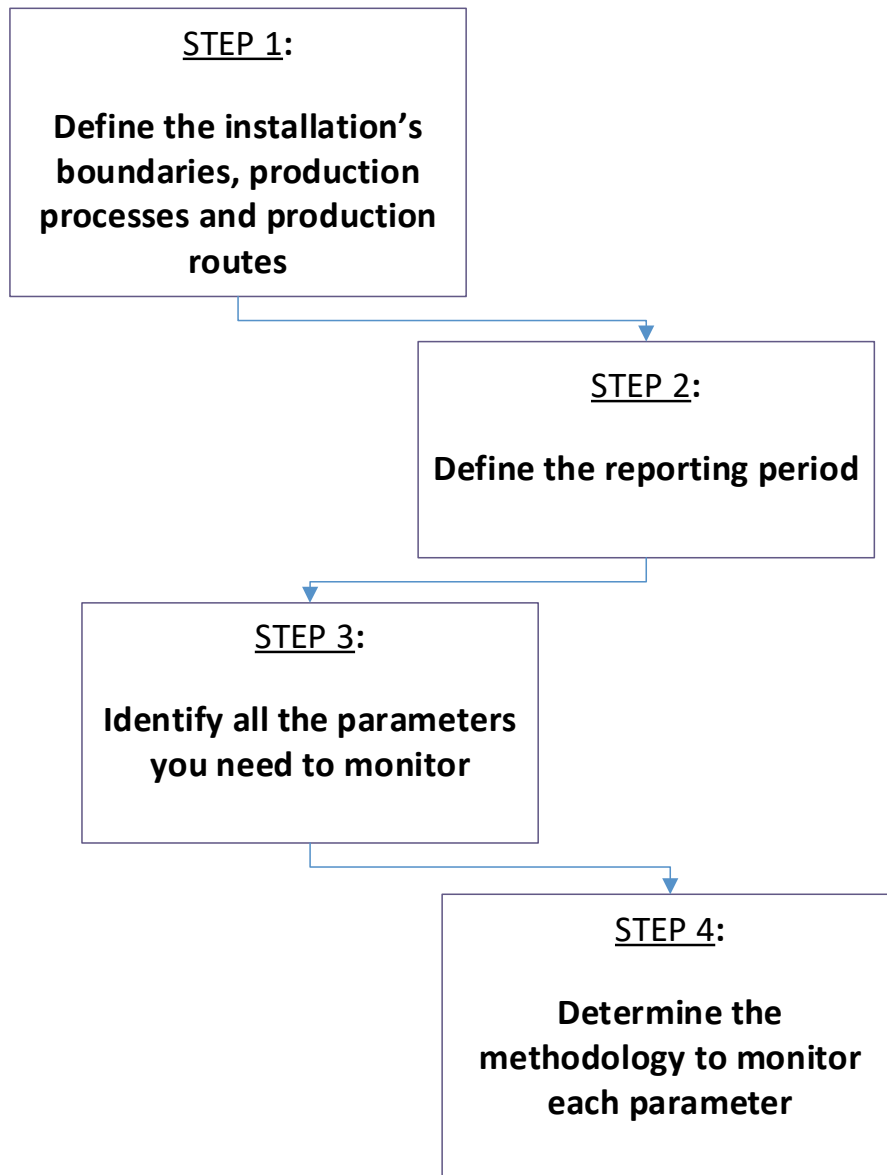 STEP 1:
Define the installation’s
boundaries, production
processes and production
routes
STEP 2:
Define the reporting period
STEP 3:
Identify all the parameters
you need to monitor
STEP 4:
Determine the
methodology to monitor
each parameter